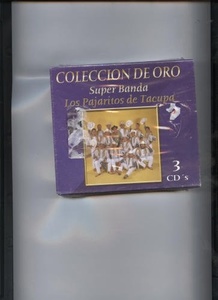 COLECCION DE ORO
Super Banda
Los Pajaritos de Tacupa
3
CD´s